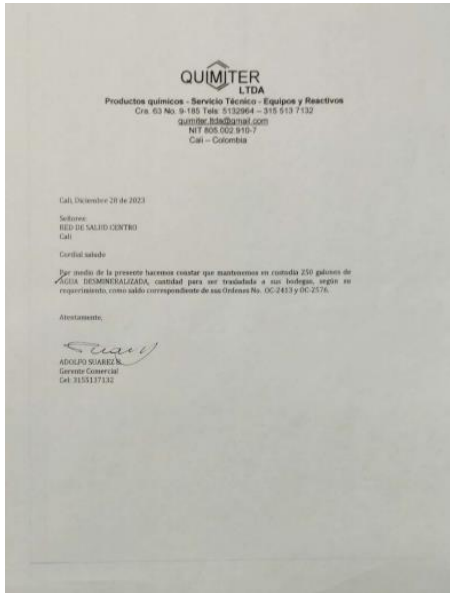 QUIMITER
LTDA
Productos químicos - Servicio Técnico - Equipos y Reactivos
Cra. 63 No. 9-185 Tels: 5132964 – 315 513 7132
quimiter.ltda@gmail.com
NIT 805.002.910-7
Cali – Colombia
Cali, Diciembre 28 de 2023
Señores:
RED DE SALUD CENTRO
Cali
Cordial saludo
Por medio de la presente hacemos constar que mantenemos en custodia 250 galones de
AGUA DESMINERALIZADA, cantidad para ser trasladada a sus bodegas, según su
requerimiento, como saldo correspondiente de sus Ordenes No. OC-2413 y OC-2576.
Atentamente,
ADOLFO SUAREZ
Gerente Comercial
Cel: 3155137132